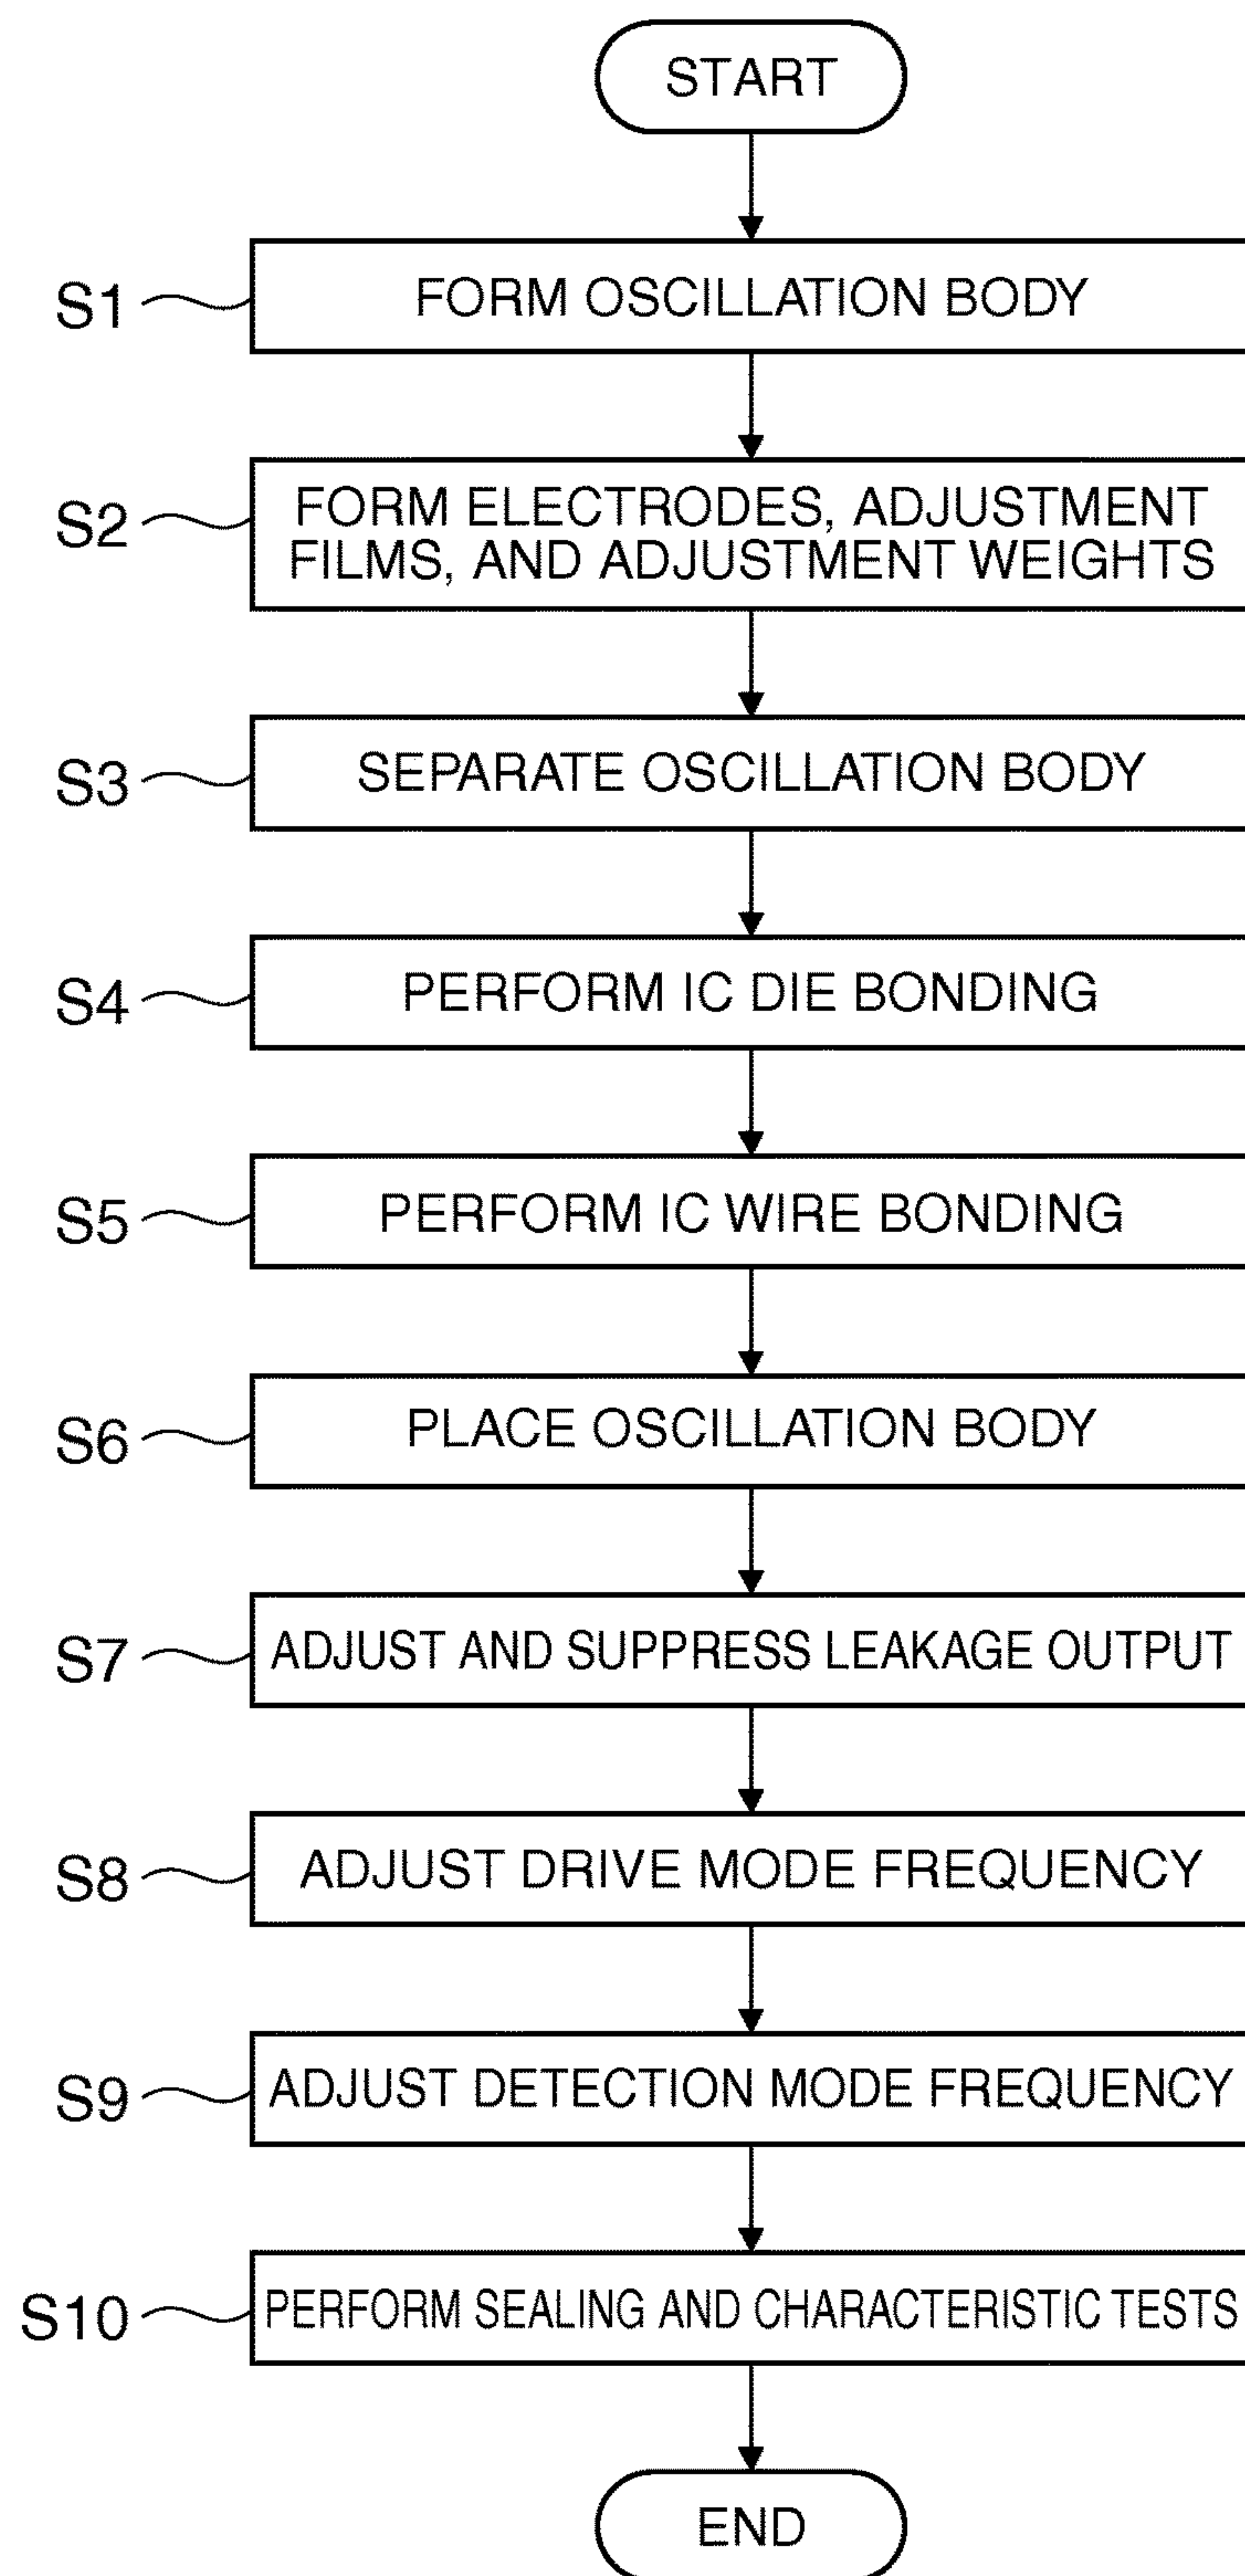 START
S1
FORM OSCILLATION BODY
S2
FORM ELECTRODES, ADJUSTMENT
FILMS, AND ADJUSTMENT WEIGHTS
S3
SEPARATE OSCILLATION BODY
S4
PERFORM IC DIE BONDING
S5
PERFORM IC WIRE BONDING
S6
PLACE OSCILLATION BODY
S7
ADJUST AND SUPPRESS LEAKAGE OUTPUT
S8
ADJUST DRIVE MODE FREQUENCY
S9
ADJUST DETECTION MODE FREQUENCY
S10
PERFORM SEALING AND CHARACTERISTIC TESTS
END